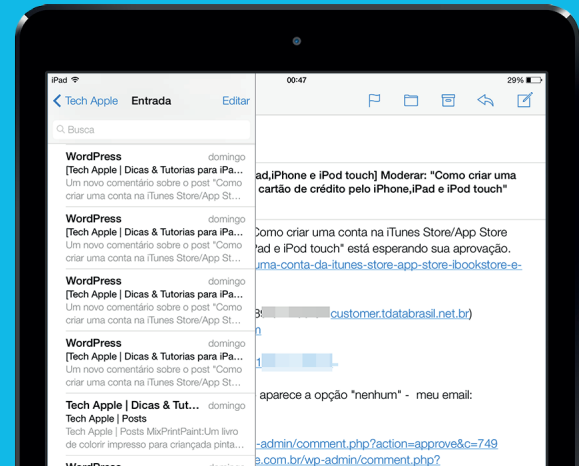 iPad
00:47
29%
Tech Apple
Entrada
Editar
Busca
WordPress domingo
[Tech Apple | Dicas & Tutorias para iPa...
Um novo comentário sobre o post "Como
criar uma conta na iTunes Store/App St...
WordPress domingo
[Tech Apple | Dicas & Tutorias para iPa...
Um novo comentário sobre o post "Como
criar uma conta na iTunes Store/App St...
WordPress domingo
[Tech Apple | Dicas & Tutorias para iPa...
Um novo comentário sobre o post "Como
criar uma conta na iTunes Store/App St...
WordPress domingo
[Tech Apple | Dicas & Tutorias para iPa...
Um novo comentário sobre o post "Como
criar uma conta na iTunes Store/App St...
Tech Apple | Dicas & Tut... domingo
Tech Apple | Posts
Tech Apple | Posts MixPrintPaint:Um livro
de colorir impresso para criançada pinta...
WordPress domingo
ad,iPhone e iPod touch] Moderar: "Como criar uma
cartão de crédito pelo iPhone,iPad e iPod touch"
Como criar uma conta na iTunes Store/App Store
Pad e iPod touch" está esperando sua aprovação.
uma-conta-da-itunes-store-app-store-ibookstore-e-
customer.tdatabrasil.net.br)
aparece a opção "nenhum" - meu email:
-admin/comment.php?action=approve&c=749
e.com.br/wp-admin/comment.php?